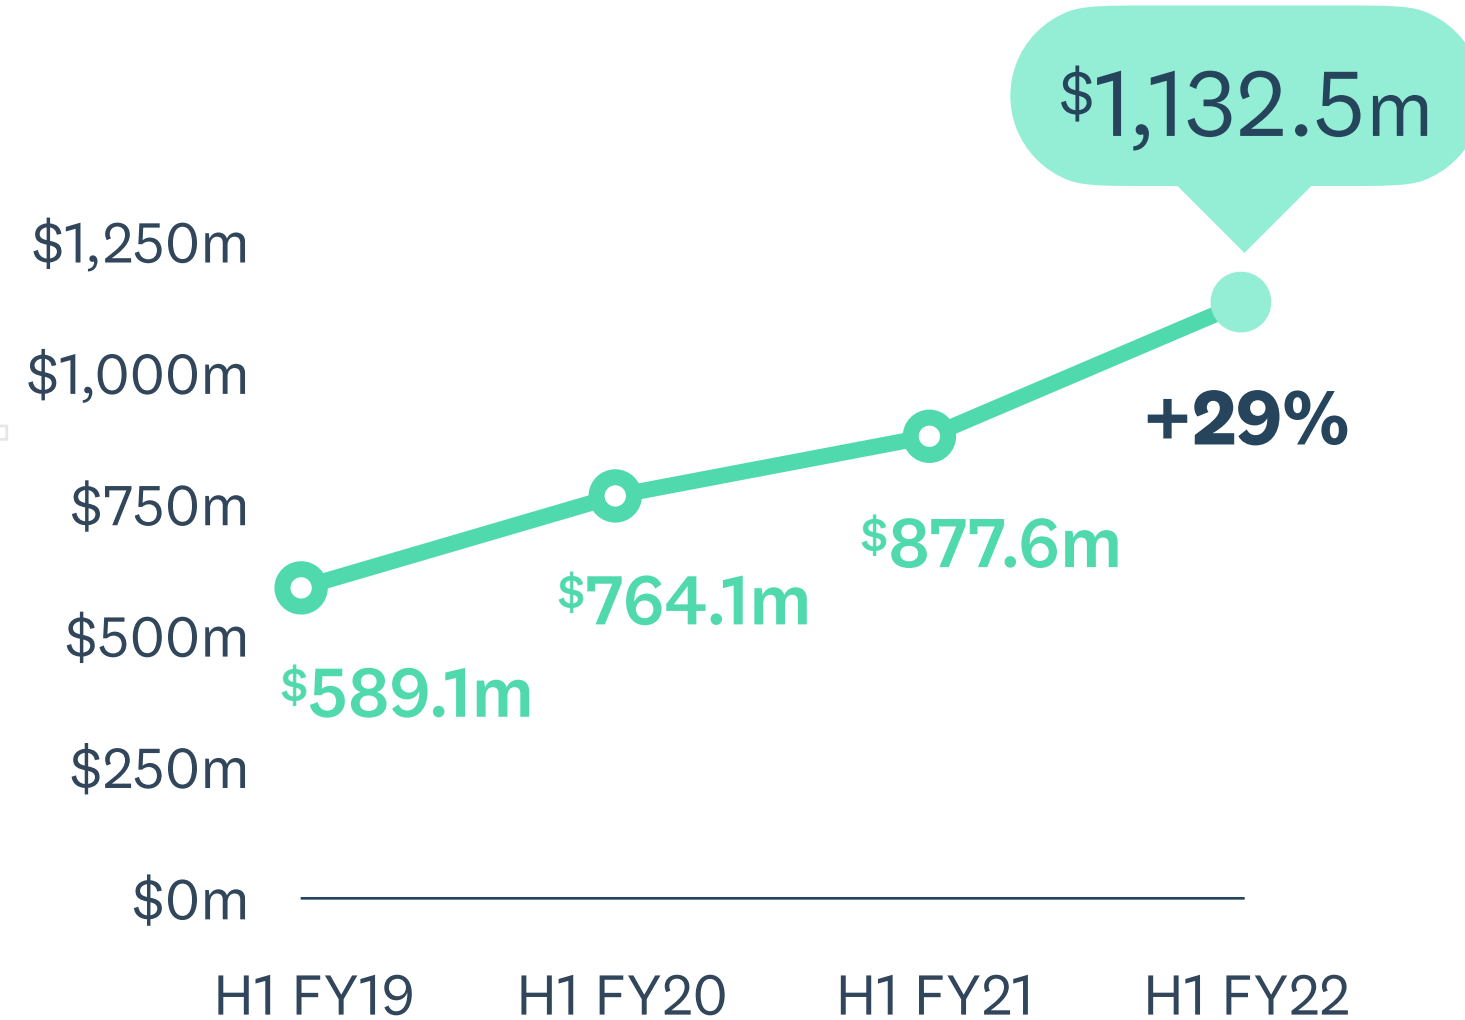 $1,132.5m
$1,250m
$1,000m
+29%
$750m
$877.6m
$764.1m
$500m
$589.1m
$250m
$0m
H1 FY19 H1 FY20 H1 FY21 H1 FY22